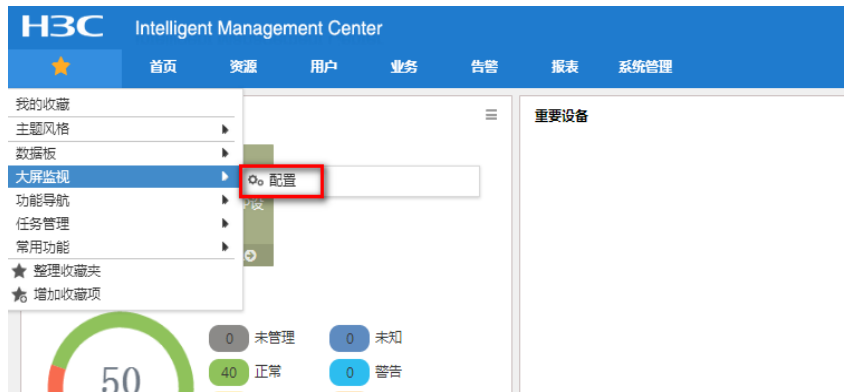 H3C Intelligent Management Center
首页 资源 用户 业务 告警 报表 系统管理
我的收藏
主题风格
数据板
大屏监视
功能导航
任务管理
常用功能
整理收藏夹
增加收藏项
配置
设
重要设备
50
0 未管理 0 未知
40 正常 0 警告